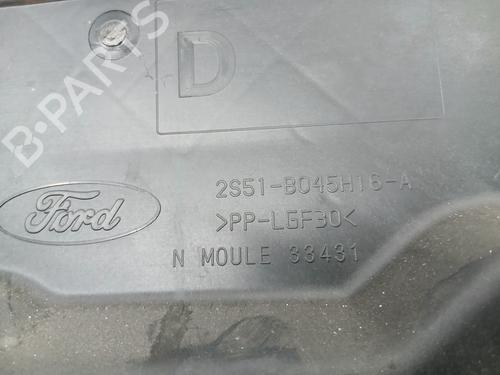 B-PARTS
D
2S51-B045H16-A
Ford
>PP-LGF30<
N MOULE 33431